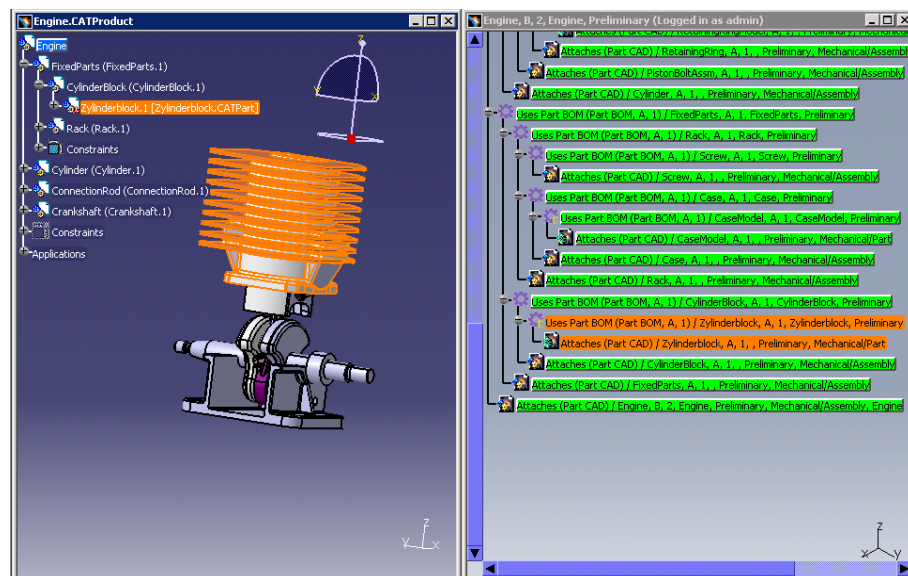 Engine.CATProduct
Engine
FixedParts (FixedParts.1)
CylinderBlock (CylinderBlock.1)
Zylinderblock.1 [Zylinderblock.CATPart]
Rack (Rack.1)
Constraints
Cylinder (Cylinder.1)
ConnectionRod (ConnectionRod.1)
Crankshaft (Crankshaft.1)
Constraints
Applications
z
y
x
z
y
x
Engine, B, 2, Engine, Preliminary (Logged in as admin)
Attaches (Part CAD) / RetainingRing, A, 1, , Preliminary, Mechanical/Assembl
Attaches (Part CAD) / PistonBoltAssm, A, 1, , Preliminary, Mechanical/Assembl
Attaches (Part CAD) / Cylinder, A, 1, , Preliminary, Mechanical/Assembly
Uses Part BOM (Part BOM, A, 1) / FixedParts, A, 1, FixedParts, Preliminary
Uses Part BOM (Part BOM, A, 1) / Rack, A, 1, Rack, Preliminary
Uses Part BOM (Part BOM, A, 1) / Screw, A, 1, Screw, Preliminary
Attaches (Part CAD) / Screw, A, 1, , Preliminary, Mechanical/Assembly
Uses Part BOM (Part BOM, A, 1) / Case, A, 1, Case, Preliminary
Uses Part BOM (Part BOM, A, 1) / CaseModel, A, 1, CaseModel, Preliminary
Attaches (Part CAD) / CaseModel, A, 1, , Preliminary, Mechanical/Part
Attaches (Part CAD) / Case, A, 1, , Preliminary, Mechanical/Assembly
Attaches (Part CAD) / Rack, A, 1, , Preliminary, Mechanical/Assembly
Uses Part BOM (Part BOM, A, 1) / CylinderBlock, A, 1, CylinderBlock, Preliminary
Uses Part BOM (Part BOM, A, 1) / Zylinderblock, A, 1, Zylinderblock, Preliminary
Attaches (Part CAD) / Zylinderblock, A, 1, , Preliminary, Mechanical/Part
Attaches (Part CAD) / CylinderBlock, A, 1, , Preliminary, Mechanical/Assembly
Attaches (Part CAD) / FixedParts, A, 1, , Preliminary, Mechanical/Assembly
Attaches (Part CAD) / Engine, B, 2, Engine, Preliminary, Mechanical/Assembly, Engine
z
x
y